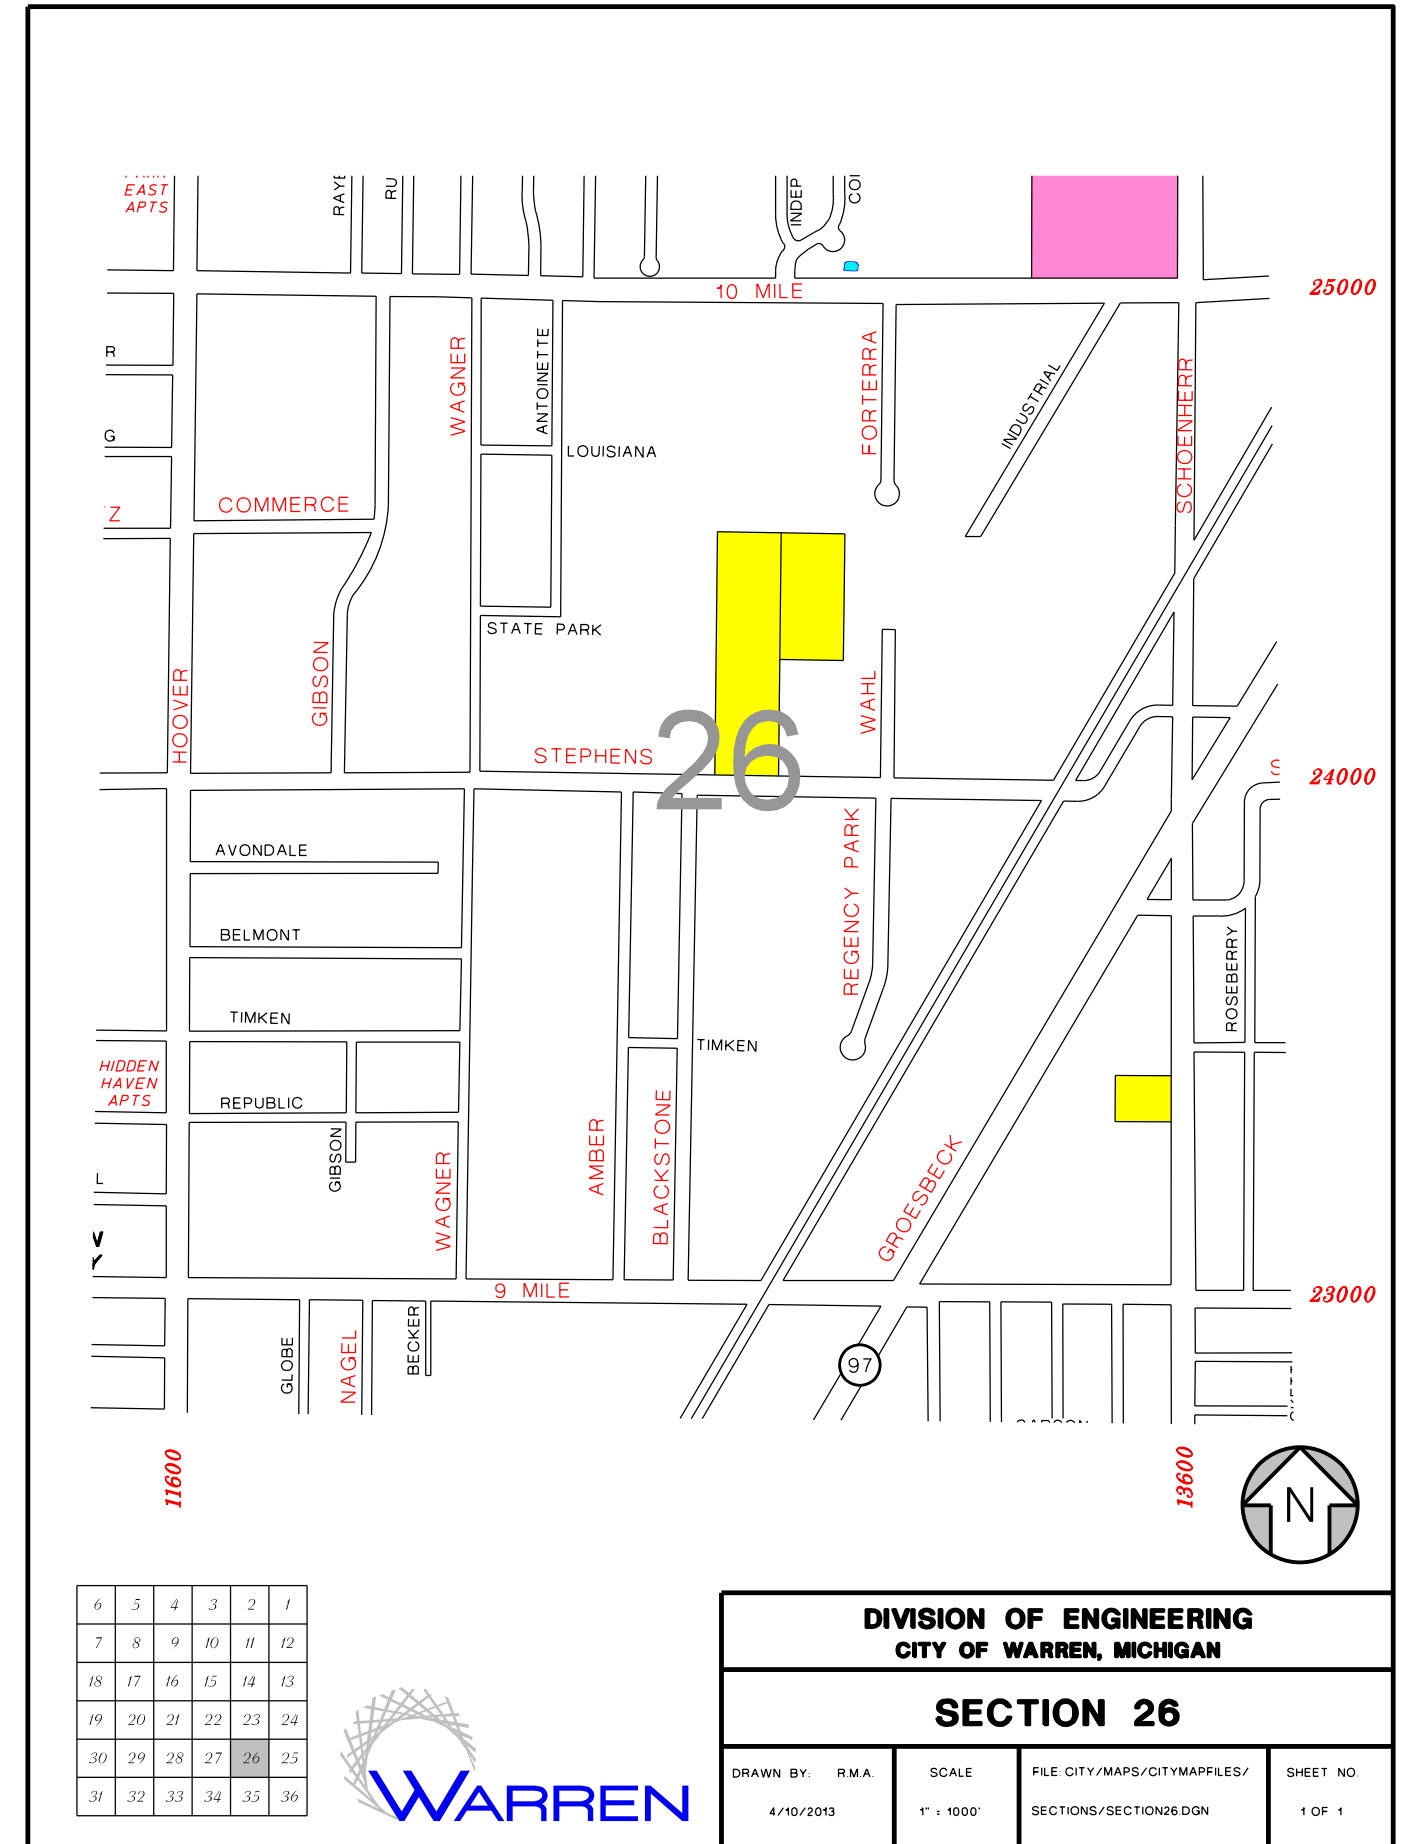 EAST
APTS
RAYE
RU
INDEP
COI
10 MILE
25000
R
WAGNER
ANTOINETTE
FORTERRA
INDUSTRIAL
SCHOENHERR
G
LOUISIANA
Z
COMMERCE
STATE PARK
HOOVER
GIBSON
WAHL
STEPHENS
26
S
24000
AVONDALE
REGENCY PARK
BELMONT
ROSEBERRY
TIMKEN
TIMKEN
HIDDEN
HAVEN
APTS
REPUBLIC
GIBSON
WAGNER
AMBER
BLACKSTONE
GROESBECK
L
9 MILE
23000
GLOBE
NAGEL
BECKER
97
11600
13600
N
6 5 4 3 2 1
7 8 9 10 11 12
18 17 16 15 14 13
19 20 21 22 23 24
30 29 28 27 26 25
31 32 33 34 35 36
WARREN
DIVISION OF ENGINEERING
CITY OF WARREN, MICHIGAN
SECTION 26
DRAWN BY: R.M.A.
4/10/2013
SCALE
1" = 1000'
FILE: CITY/MAPS/CITYMAPFILES/
SECTIONS/SECTION26.DGN
SHEET NO.
1 OF 1